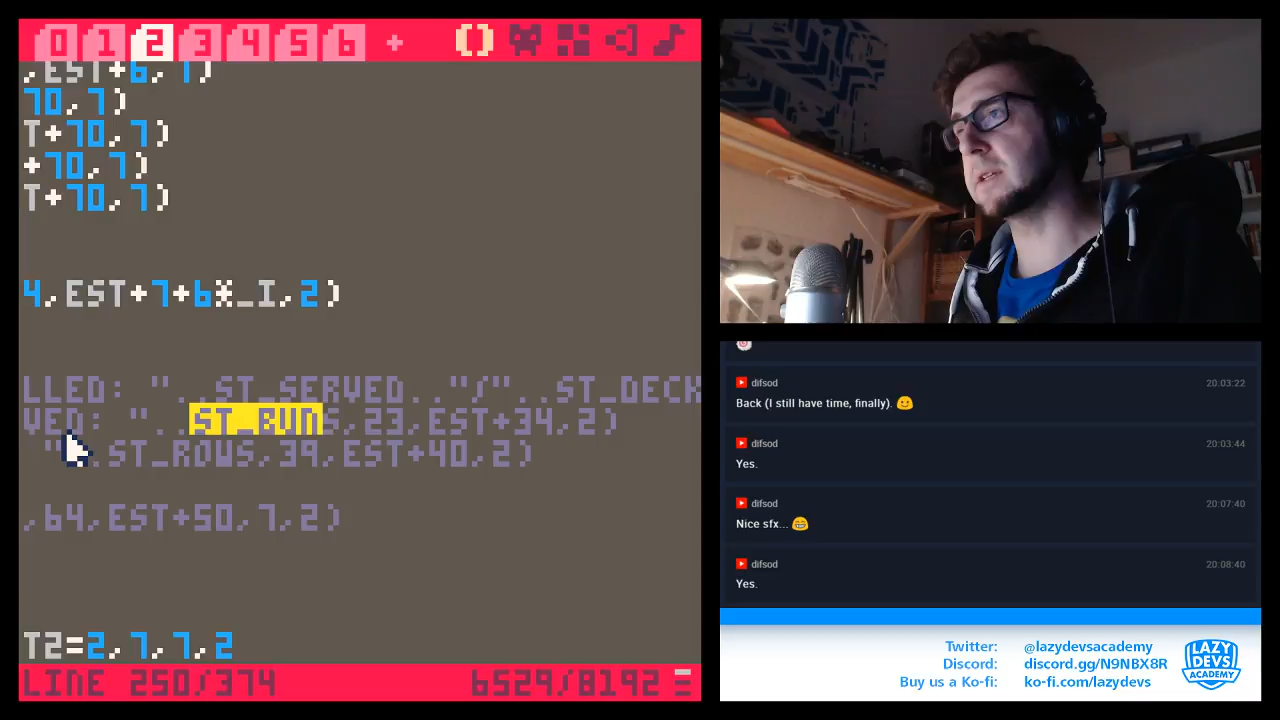 0 1 2 3 4 5 6 +
,EST+6,7)
70,7)
T+70,7)
+70,7)
T+70,7)
4,EST+7+6*_I,2)
LLED: "..ST_SERVED.."/"..ST_DECK
VED: "..ST_RUNS,23,EST+34,2)
".ST_ROWS,39,EST+40,2)
,64,EST+50,7,2)
T2=2,7,7,2
LINE 250/374
6529/8192
difsod 20:03:22
Back (I still have time, finally). 😊
difsod 20:03:44
Yes.
difsod 20:07:40
Nice sfx... 😂
difsod 20:08:40
Yes.
Twitter: @lazydevsacademy
Discord: discord.gg/N9NBX8R
Buy us a Ko-fi: ko-fi.com/lazydevs
LAZY
DEVS
ACADEMY